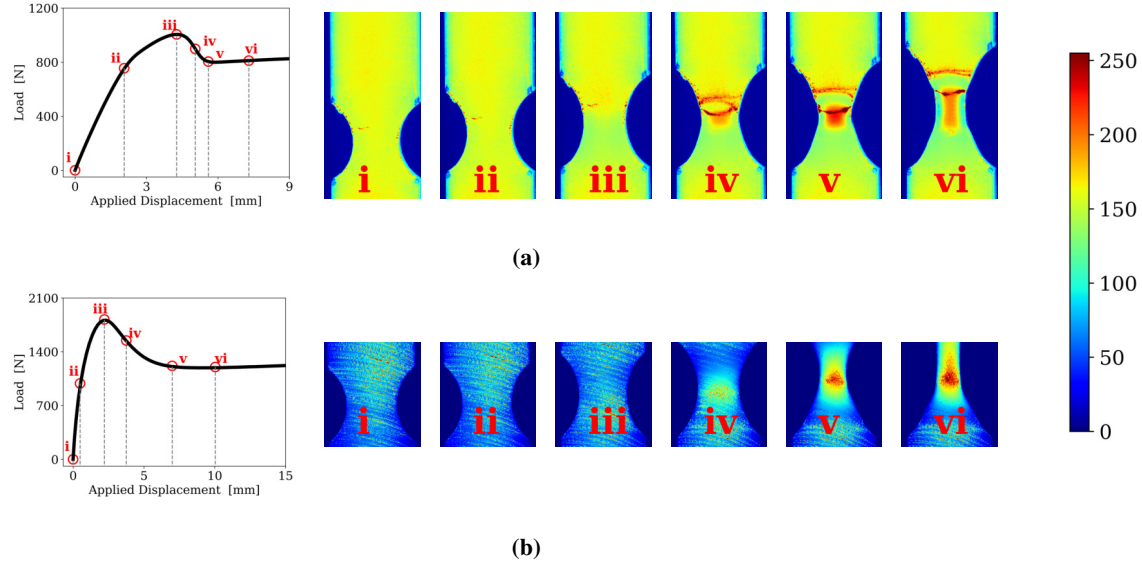 1200
800
400
0
Load [N]
i
ii
iii
iv
v
vi
0 3 6 9
Applied Displacement [mm]
i ii iii iv v vi
(a)
2100
1400
700
0
Load [N]
i
ii
iii
iv
v
vi
0 5 10 15
Applied Displacement [mm]
i ii iii iv v vi
(b)
250
200
150
100
50
0